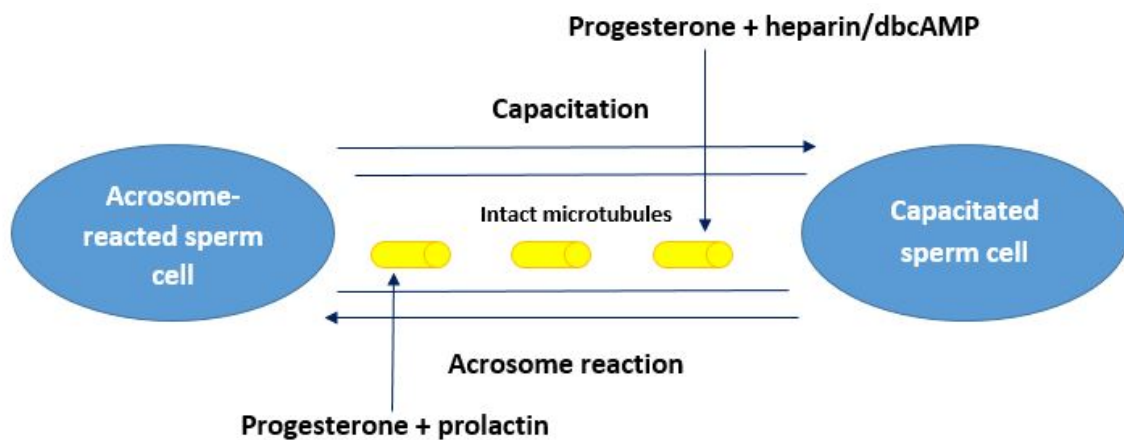 Progesterone + heparin/dbcAMP
Capacitation
Acrosome-
reacted sperm
cell
Intact microtubules
Capacitated
sperm cell
Acrosome reaction
Progesterone + prolactin